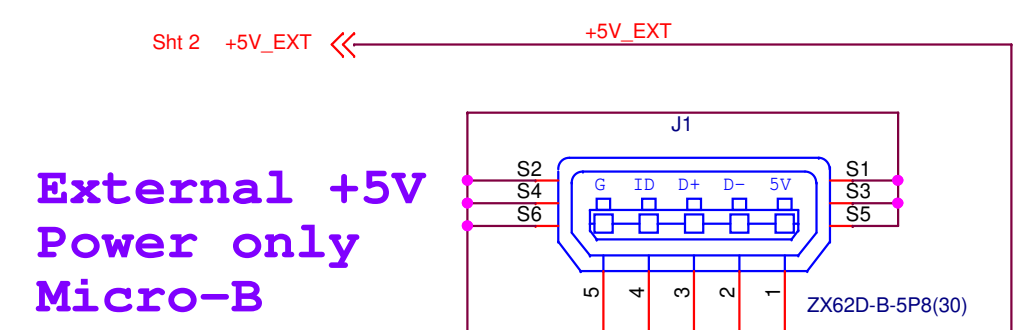 Sht 2 +5V_EXT +5V_EXT
J1
S2 S1
S4 S3
S6 S5
G ID D+ D- 5V
External +5V
Power only
Micro-B
5 4 3 2 1
ZX62D-B-5P8(30)